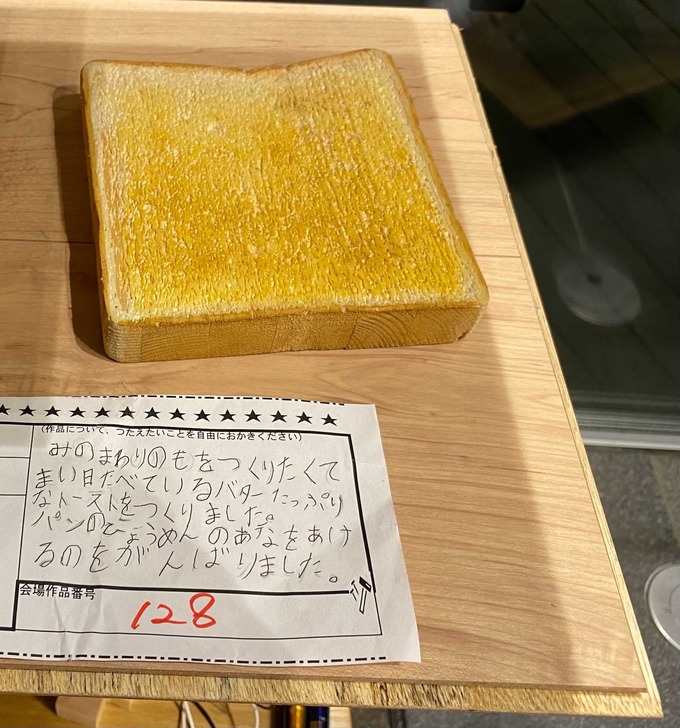 ★★★★★★★★★★★★★★
(作品について、つたえたいことを自由におかきください)
みのまわりのもをつくりたくて
まい日たべているバターたっぷり
なトーストをつくりました。
パンのひょうめんのあなをあけ
るのをがんばりました。
会場作品番号
128